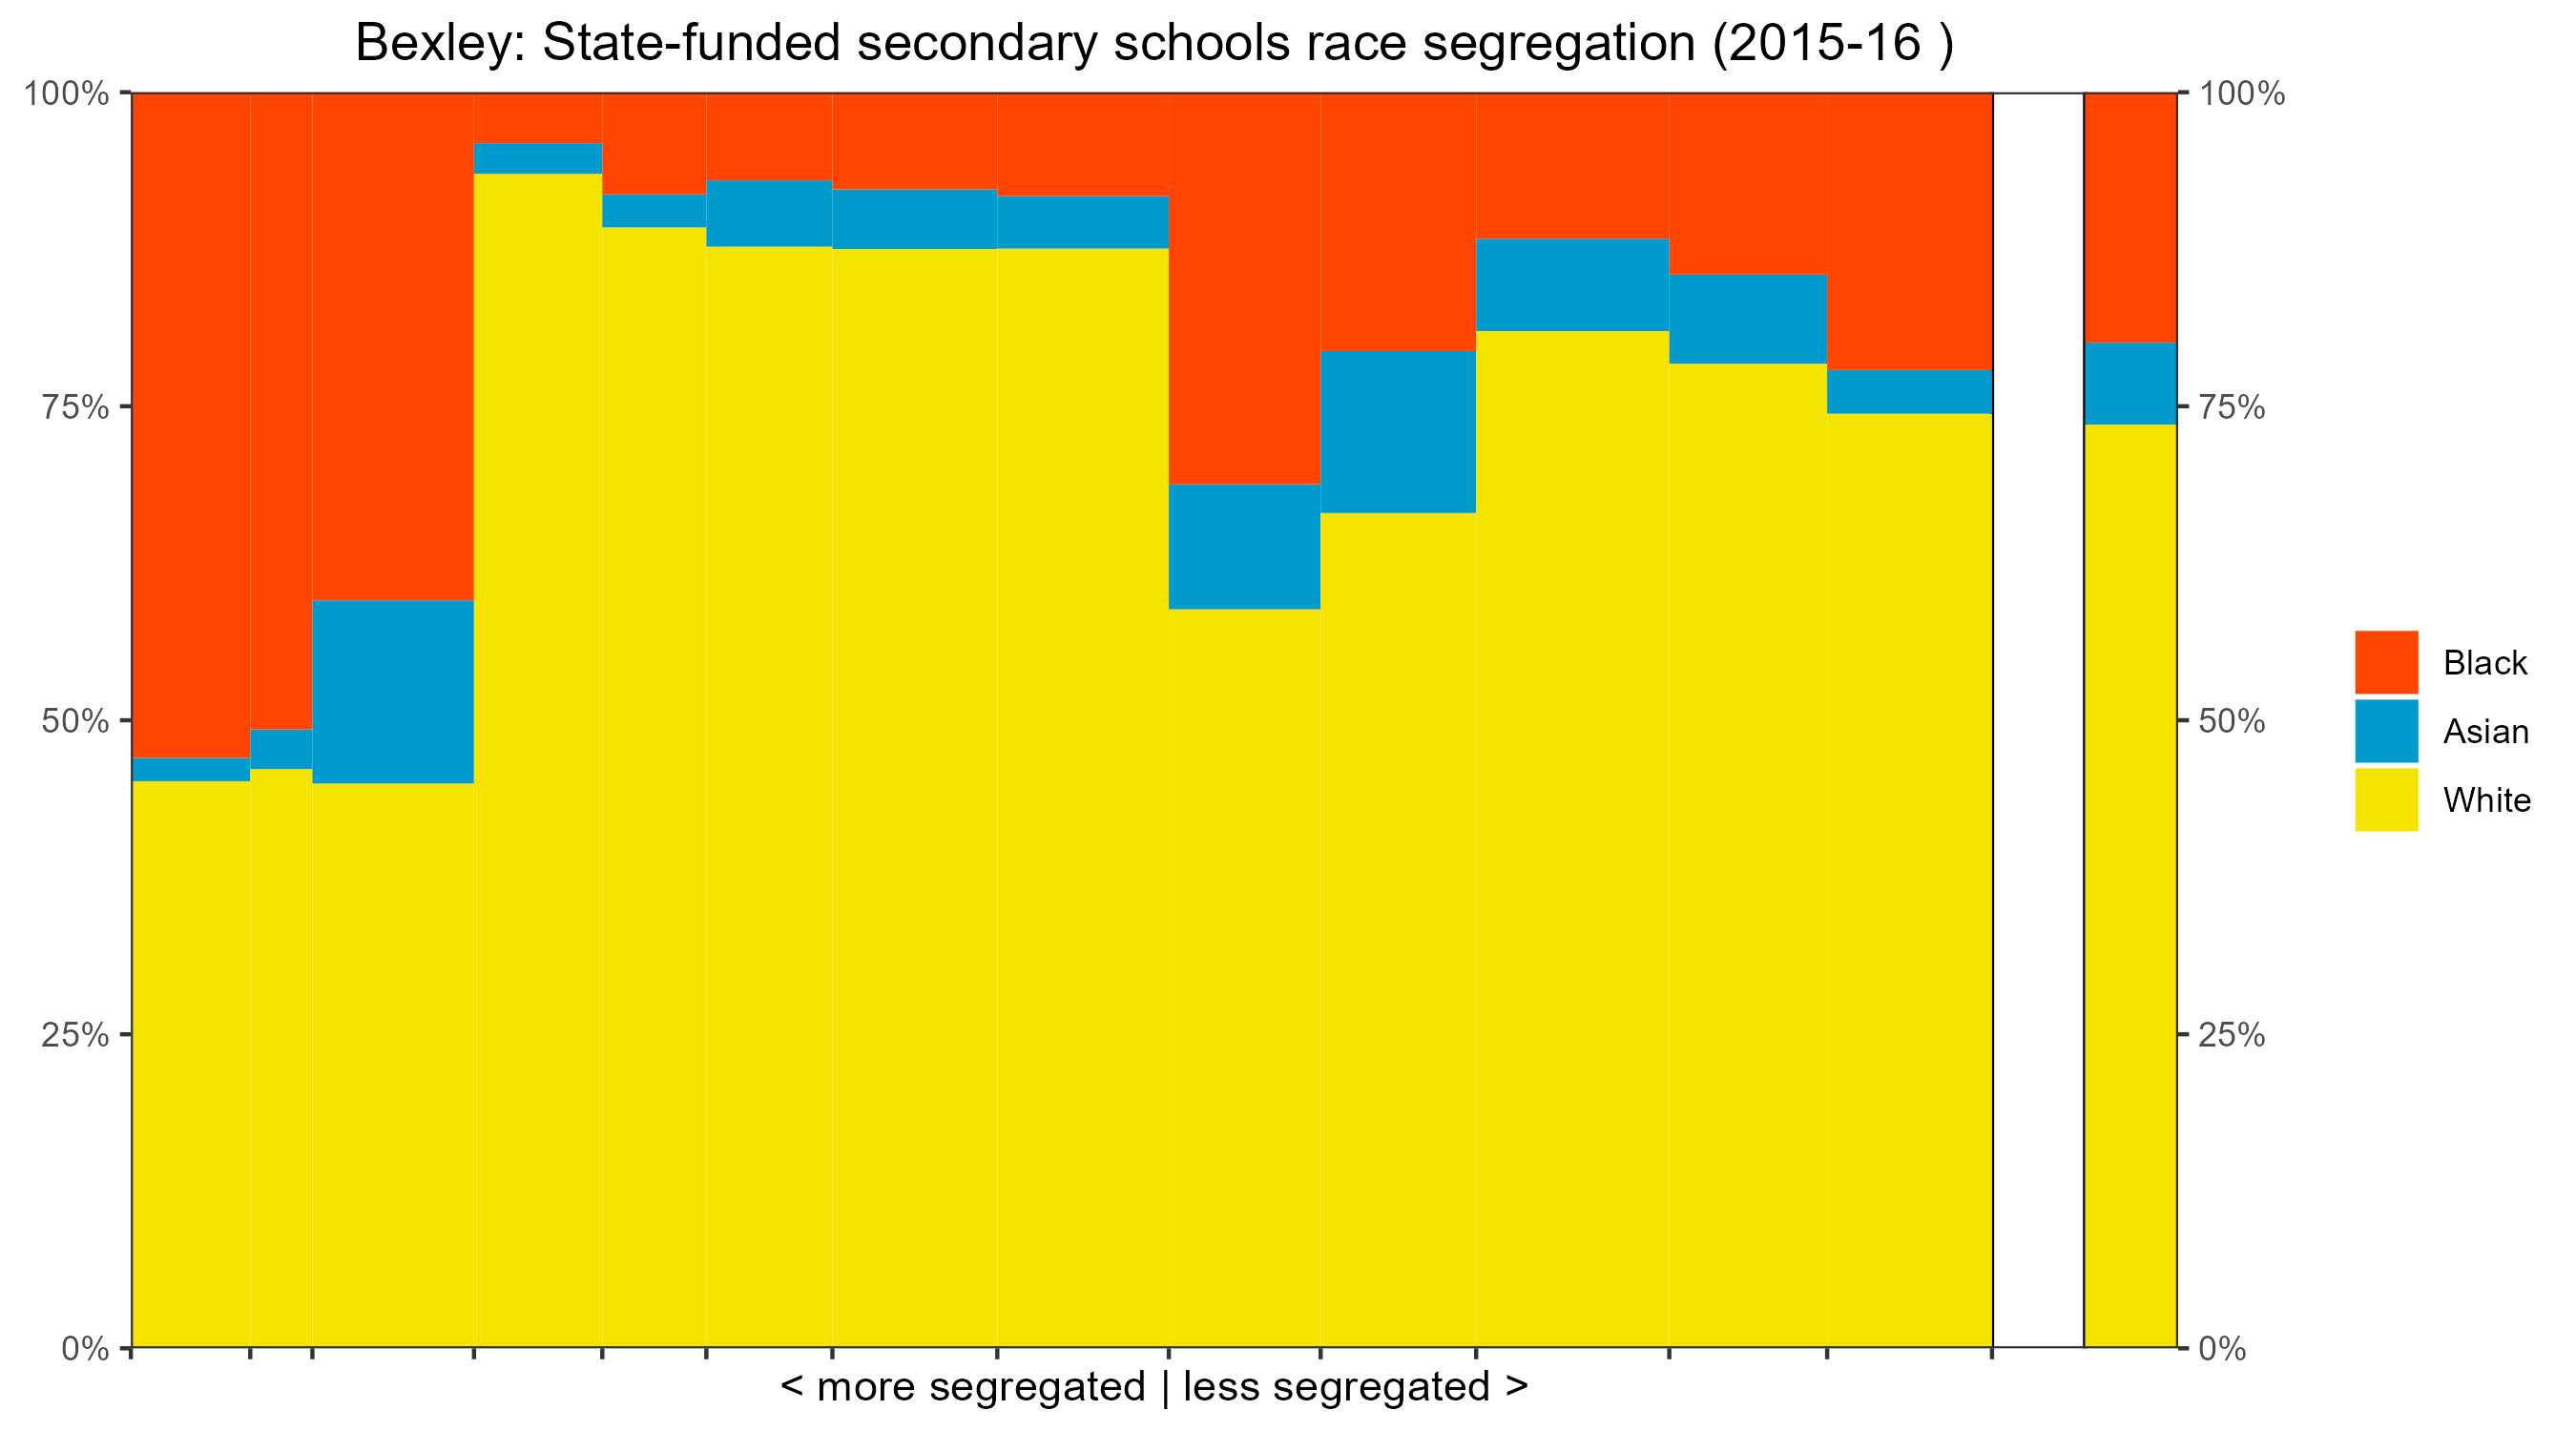 Bexley: State-funded secondary schools race segregation (2015-16 )
100%
75%
50%
25%
0%
100%
75%
50%
25%
0%
< more segregated | less segregated >
Black
Asian
White